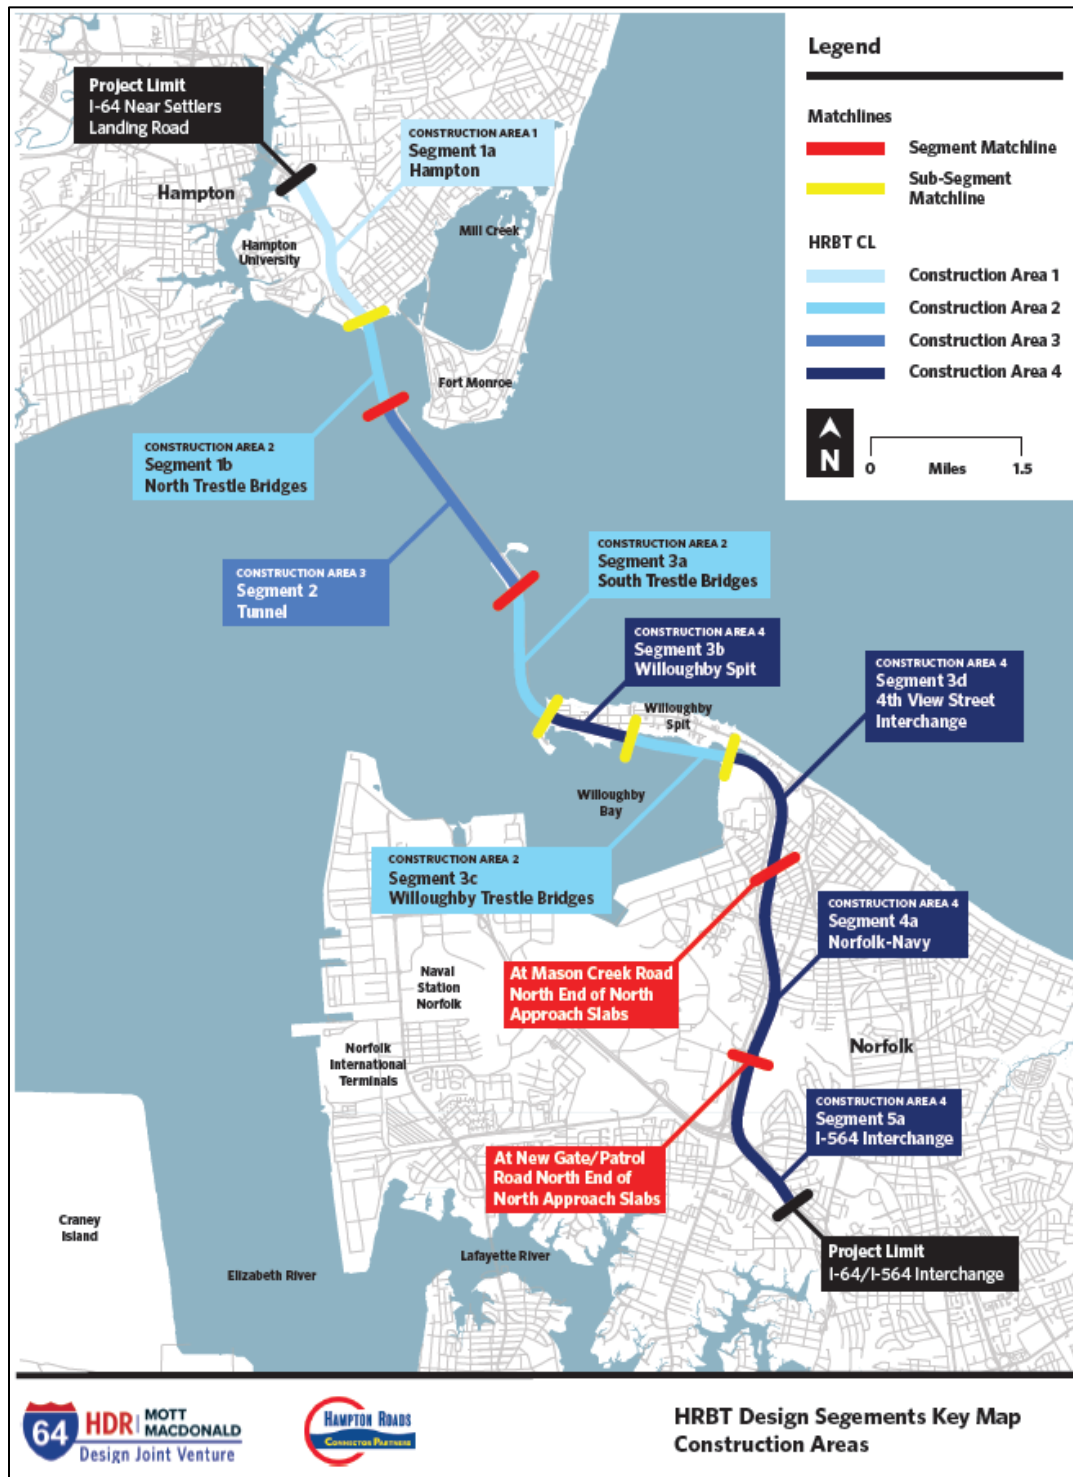 Project Limit
I-64 Near Settlers
Landing Road
CONSTRUCTION AREA 1
Segment 1a
Hampton
Hampton
Hampton
University
Mill Creek
Fort Monroe
Legend
Matchlines
Segment Matchline
Sub-Segment
Matchline
HRBT CL
Construction Area 1
Construction Area 2
Construction Area 3
Construction Area 4
N
0 Miles 1.5
CONSTRUCTION AREA 2
Segment 1b
North Trestle Bridges
CONSTRUCTION AREA 3
Segment 2
Tunnel
CONSTRUCTION AREA 2
Segment 3a
South Trestle Bridges
CONSTRUCTION AREA 4
Segment 3b
Willoughby Spit
CONSTRUCTION AREA 4
Segment 3d
4th View Street
Interchange
Willoughby
Spit
Willoughby
Bay
CONSTRUCTION AREA 2
Segment 3c
Willoughby Trestle Bridges
CONSTRUCTION AREA 4
Segment 4a
Norfolk-Navy
At Mason Creek Road
North End of North
Approach Slabs
Naval
Station
Norfolk
Norfolk
International
Terminals
Norfolk
CONSTRUCTION AREA 4
Segment 5a
I-564 Interchange
At New Gate/Patrol
Road North End of
North Approach Slabs
Craney
Island
Elizabeth River
Lafayette River
Project Limit
I-64/I-564 Interchange
64
HDR
MOTT
MACDONALD
Design Joint Venture
HAMPTON ROADS
CONNECTOR PARTNERS
HRBT Design Segements Key Map
Construction Areas